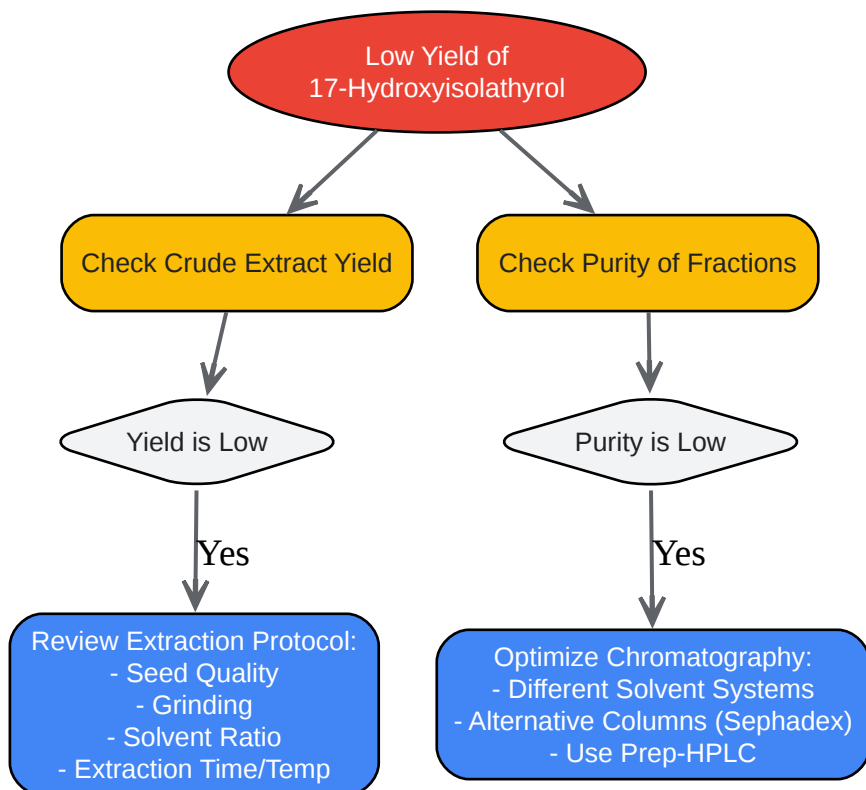 Low Yield of
17-Hydroxyisolathyrol
Check Crude Extract Yield
Check Purity of Fractions
Yield is Low
Purity is Low
Yes
Yes
Review Extraction Protocol:
- Seed Quality
- Grinding
- Solvent Ratio
- Extraction Time/Temp
Optimize Chromatography:
- Different Solvent Systems
- Alternative Columns (Sephadex)
- Use Prep-HPLC